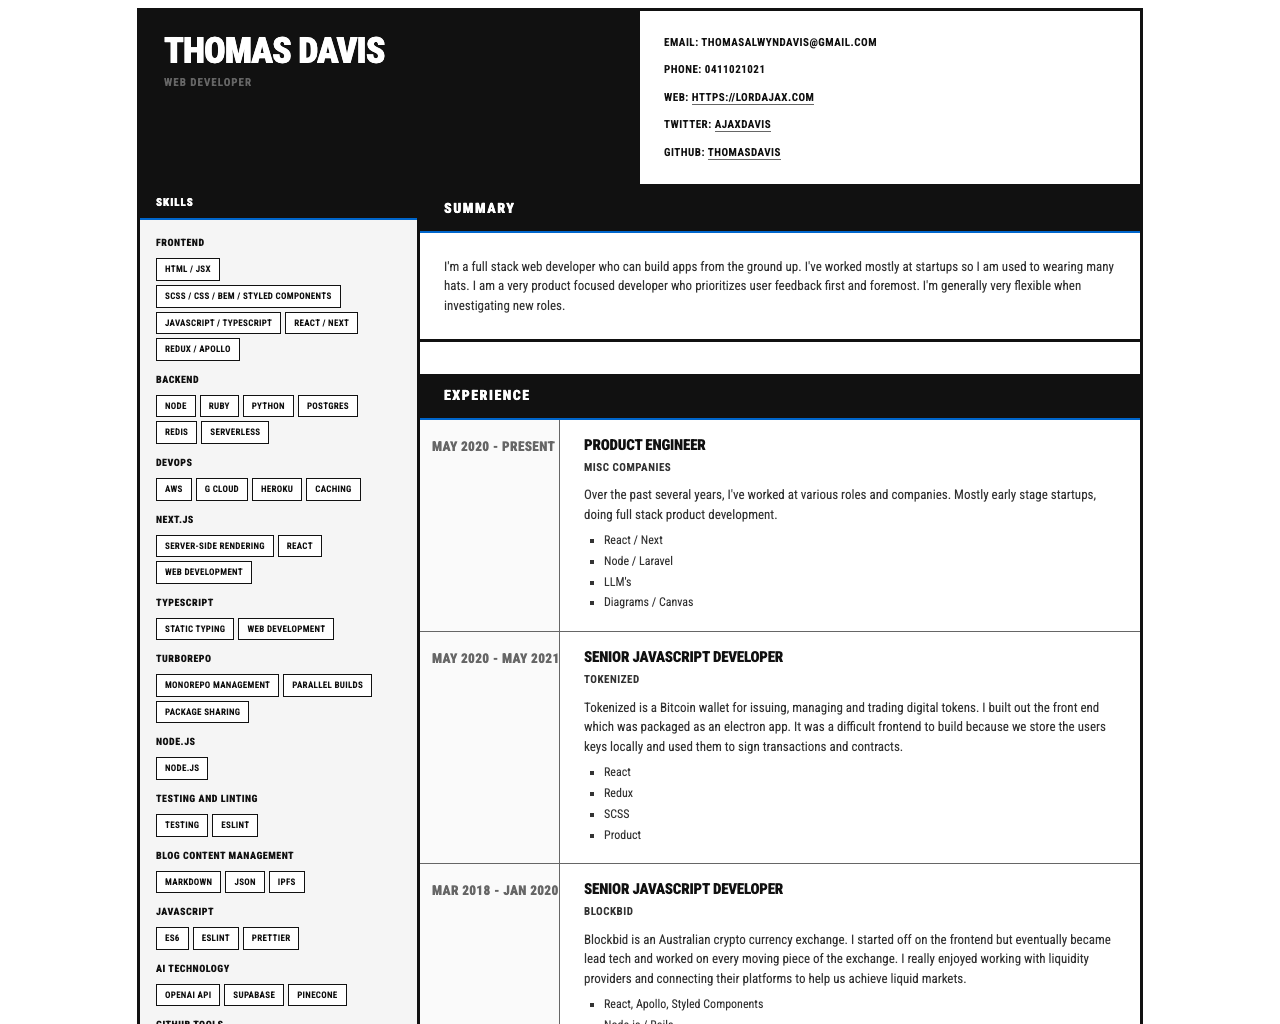 THOMAS DAVIS
WEB DEVELOPER
EMAIL: THOMASALWYNDAVIS@GMAIL.COM
PHONE: 0411021021
WEB: HTTPS://LORDAJAX.COM
TWITTER: AJAXDAVIS
GITHUB: THOMASDAVIS
SKILLS
FRONTEND
HTML / JSX
SCSS / CSS / BEM / STYLED COMPONENTS
JAVASCRIPT / TYPESCRIPT REACT / NEXT
REDUX / APOLLO
BACKEND
NODE RUBY PYTHON POSTGRES
REDIS SERVERLESS
DEVOPS
AWS G CLOUD HEROKU CACHING
NEXT.JS
SERVER-SIDE RENDERING REACT
WEB DEVELOPMENT
TYPESCRIPT
STATIC TYPING WEB DEVELOPMENT
TURBOREPO
MONOREPO MANAGEMENT PARALLEL BUILDS
PACKAGE SHARING
NODE.JS
NODE.JS
TESTING AND LINTING
TESTING ESLINT
BLOG CONTENT MANAGEMENT
MARKDOWN JSON IPFS
JAVASCRIPT
ES6 ESLINT PRETTIER
AI TECHNOLOGY
OPENAI API SUPABASE PINECONE
GITHUB TOOLS
SUMMARY
I'm a full stack web developer who can build apps from the ground up. I've worked mostly at startups so I am used to wearing many
hats. I am a very product focused developer who prioritizes user feedback first and foremost. I'm generally very flexible when
investigating new roles.
EXPERIENCE
MAY 2020 - PRESENT
PRODUCT ENGINEER
MISC COMPANIES
Over the past several years, I've worked at various roles and companies. Mostly early stage startups,
doing full stack product development.
React / Next
Node / Laravel
LLM's
Diagrams / Canvas
MAY 2020 - MAY 2021
SENIOR JAVASCRIPT DEVELOPER
TOKENIZED
Tokenized is a Bitcoin wallet for issuing, managing and trading digital tokens. I built out the front end
which was packaged as an electron app. It was a difficult frontend to build because we store the users
keys locally and used them to sign transactions and contracts.
React
Redux
SCSS
Product
MAR 2018 - JAN 2020
SENIOR JAVASCRIPT DEVELOPER
BLOCKBID
Blockbid is an Australian crypto currency exchange. I started off on the frontend but eventually became
lead tech and worked on every moving piece of the exchange. I really enjoyed working with liquidity
providers and connecting their platforms to help us achieve liquid markets.
React, Apollo, Styled Components
Node.js / Rails